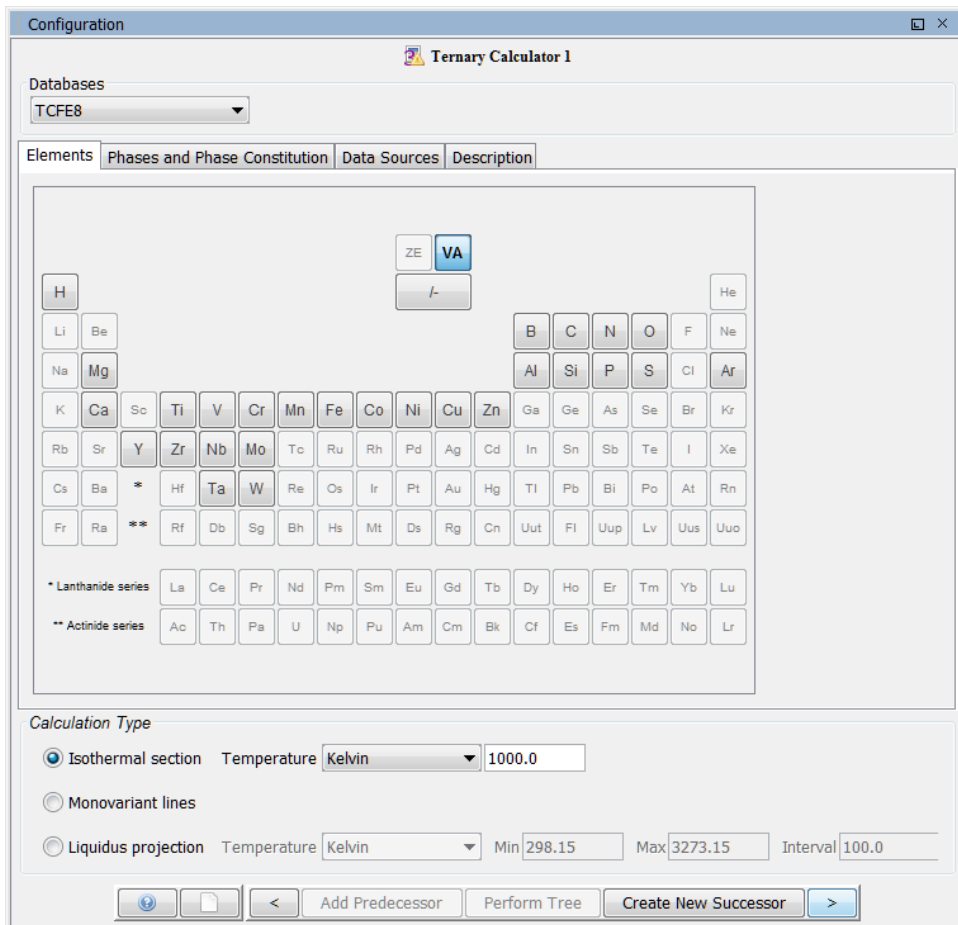 Configuration
Ternary Calculator 1
Databases
TCFE8
Elements Phases and Phase Constitution Data Sources Description
ZE VA
H /- He
Li Be B C N O F Ne
Na Mg Al Si P S Cl Ar
K Ca Sc Ti V Cr Mn Fe Co Ni Cu Zn Ga Ge As Se Br Kr
Rb Sr Y Zr Nb Mo Tc Ru Rh Pd Ag Cd In Sn Sb Te I Xe
Cs Ba * Hf Ta W Re Os Ir Pt Au Hg Tl Pb Bi Po At Rn
Fr Ra ** Rf Db Sg Bh Hs Mt Ds Rg Cn Uut Fl Uup Lv Uus Uuo
* Lanthanide series La Ce Pr Nd Pm Sm Eu Gd Tb Dy Ho Er Tm Yb Lu
** Actinide series Ac Th Pa U Np Pu Am Cm Bk Cf Es Fm Md No Lr
Calculation Type
Isothermal section Temperature Kelvin 1000.0
Monovariant lines
Liquidus projection Temperature Kelvin Min 298.15 Max 3273.15 Interval 100.0
? < Add Predecessor Perform Tree Create New Successor >